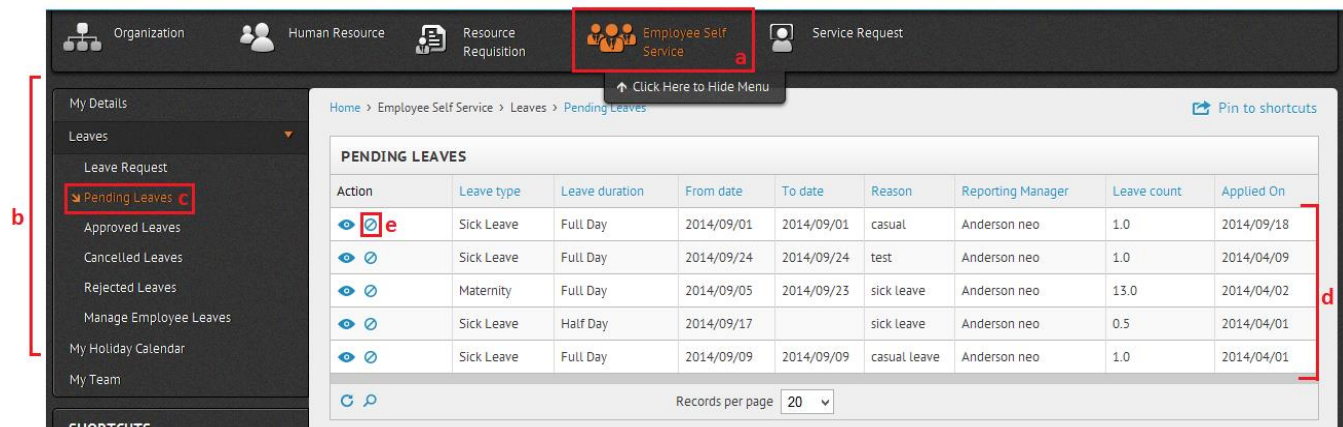 Organization
Human Resource
Resource
Requisition
Employee Self
Service
a
Service Request
↑ Click Here to Hide Menu
b
My Details
Leaves
Leave Request
Pending Leaves c
Approved Leaves
Cancelled Leaves
Rejected Leaves
Manage Employee Leaves
My Holiday Calendar
My Team
SHORTCUTS
Home > Employee Self Service > Leaves > Pending Leaves
Pin to shortcuts
PENDING LEAVES
Action Leave type Leave duration From date To date Reason Reporting Manager Leave count Applied On
e Sick Leave Full Day 2014/09/01 2014/09/01 casual Anderson neo 1.0 2014/09/18
Sick Leave Full Day 2014/09/24 2014/09/24 test Anderson neo 1.0 2014/04/09
Maternity Full Day 2014/09/05 2014/09/23 sick leave Anderson neo 13.0 2014/04/02
d
Sick Leave Half Day 2014/09/17 sick leave Anderson neo 0.5 2014/04/01
Sick Leave Full Day 2014/09/09 2014/09/09 casual leave Anderson neo 1.0 2014/04/01
Records per page 20